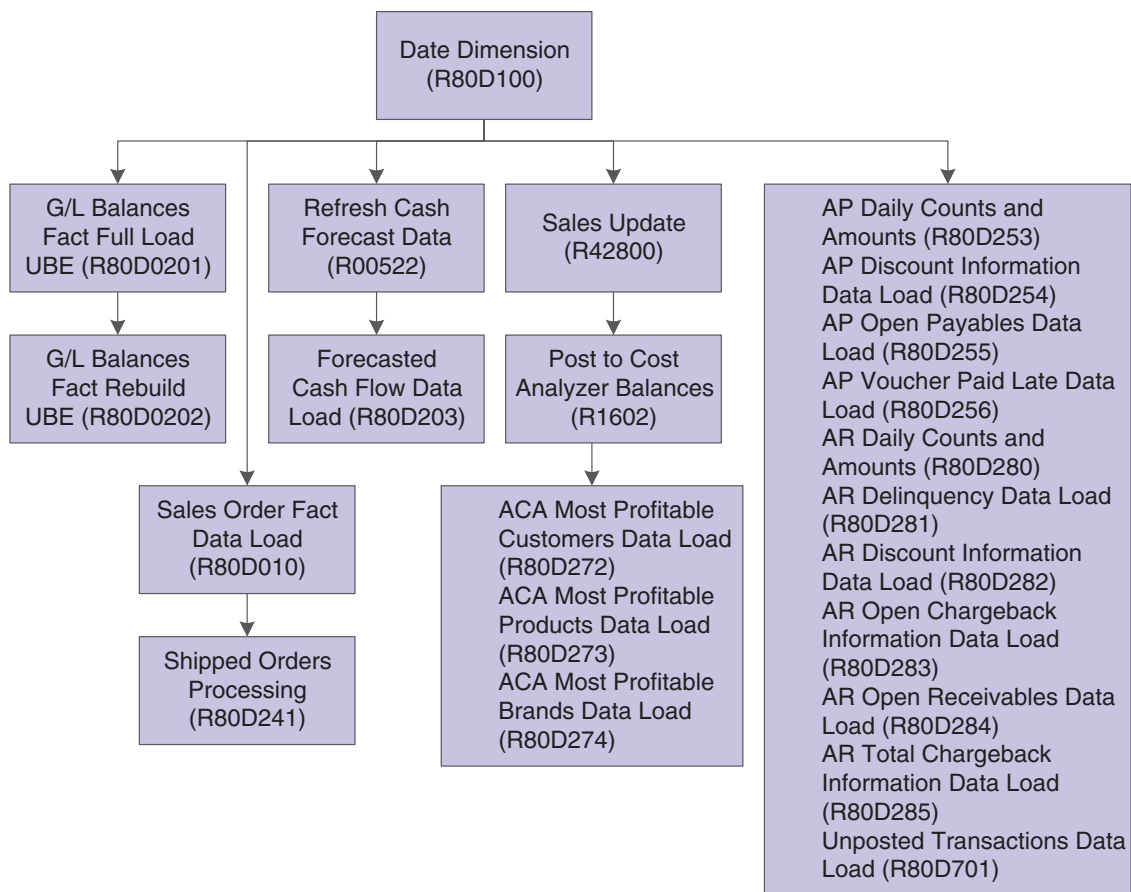 Date Dimension
(R80D100)
G/L Balances
Fact Full Load
UBE (R80D0201)
Refresh Cash
Forecast Data
(R00522)
Sales Update
(R42800)
AP Daily Counts and
Amounts (R80D253)
AP Discount Information
Data Load (R80D254)
AP Open Payables Data
Load (R80D255)
AP Voucher Paid Late Data
Load (R80D256)
AR Daily Counts and
Amounts (R80D280)
AR Delinquency Data Load
(R80D281)
AR Discount Information
Data Load (R80D282)
AR Open Chargeback
Information Data Load
(R80D283)
AR Open Receivables Data
Load (R80D284)
AR Total Chargeback
Information Data Load
(R80D285)
Unposted Transactions Data
Load (R80D701)
G/L Balances
Fact Rebuild
UBE (R80D0202)
Forecasted
Cash Flow Data
Load (R80D203)
Post to Cost
Analyzer Balances
(R1602)
Sales Order Fact
Data Load
(R80D010)
ACA Most Profitable
Customers Data Load
(R80D272)
ACA Most Profitable
Products Data Load
(R80D273)
ACA Most Profitable
Brands Data Load
(R80D274)
Shipped Orders
Processing
(R80D241)